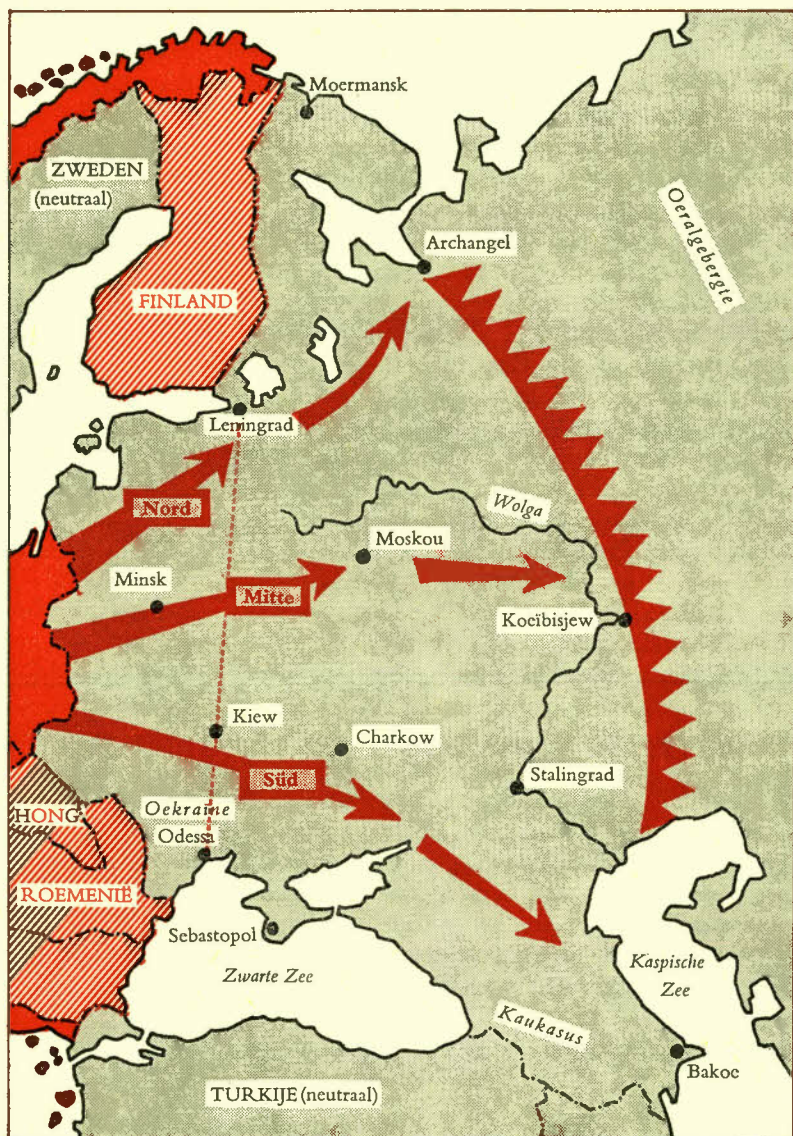 Moermansk
ZWEDEN
(neutraal)
Oeralgebergte
Archangel
FINLAND
Leningrad
Nord
Wolga
Moskou
Minsk
Mitte
Koeïbisjew
Kiew
Charkow
Süd
Stalingrad
HONG
Oekraine
Odessa
ROEMENIË
Sebastopol
Zwarte Zee
Kaspische
Zee
Kaukasus
Bakoe
TURKIJE (neutraal)